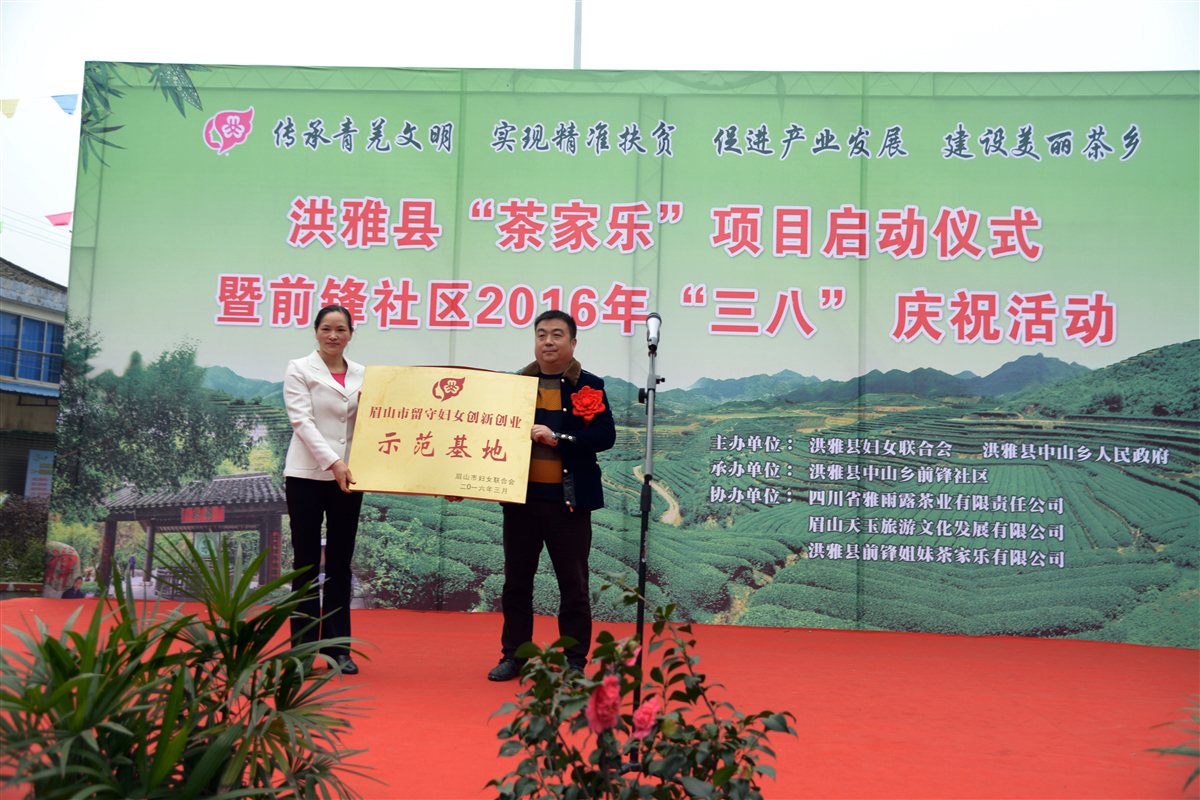 传承青羌文明 实现精准扶贫 促进产业发展 建设美丽茶乡
洪雅县“茶家乐”项目启动仪式
暨前锋社区2016年“三八” 庆祝活动
眉山市留守妇女创新创业
示范基地
眉山市妇女联合会
二〇一六年三月
主办单位：洪雅县妇女联合会 洪雅县中山乡人民政府
承办单位：洪雅县中山乡前锋社区
协办单位：四川省雅雨露茶业有限责任公司
眉山天玉旅游文化发展有限公司
洪雅县前锋姐妹茶家乐有限公司